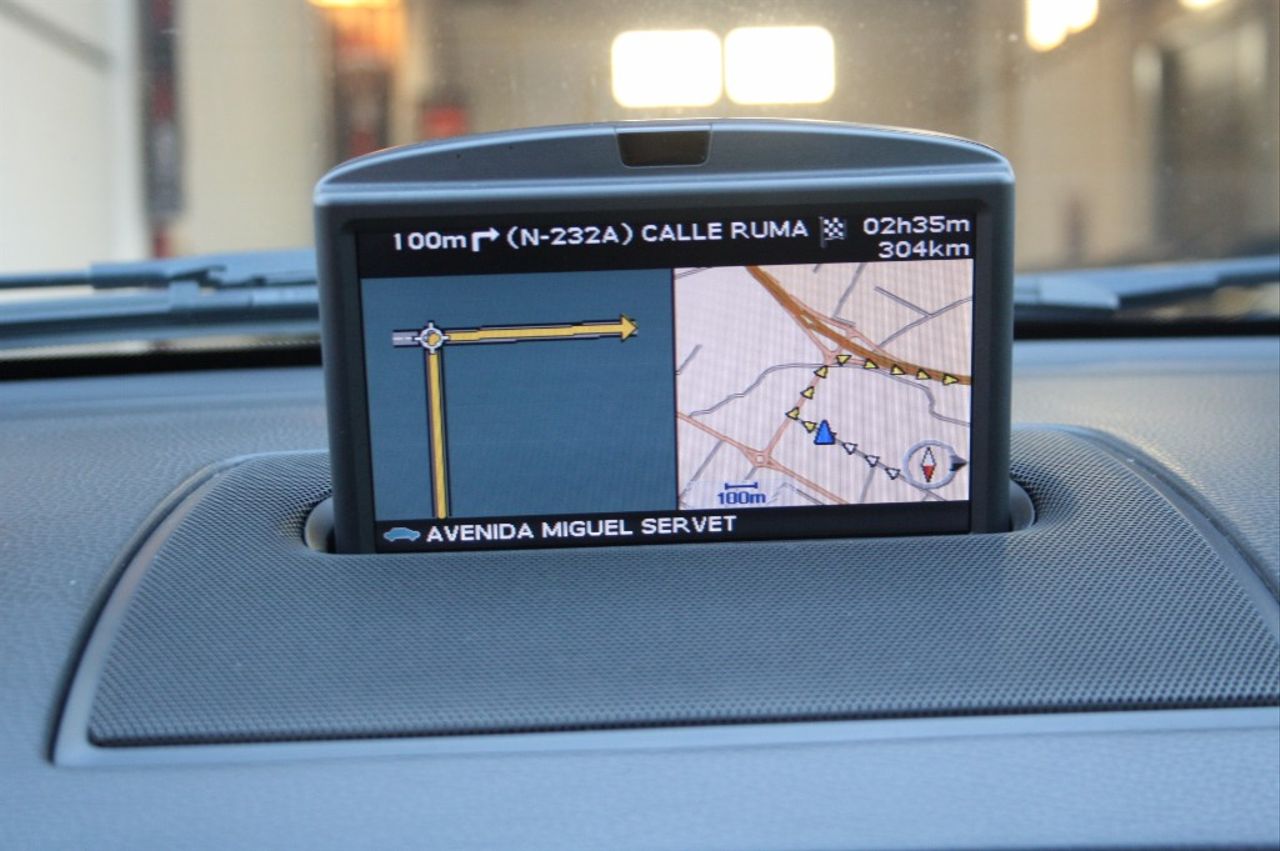 100m (N-232A) CALLE RUMA 02h35m
304km
100m
AVENIDA MIGUEL SERVET